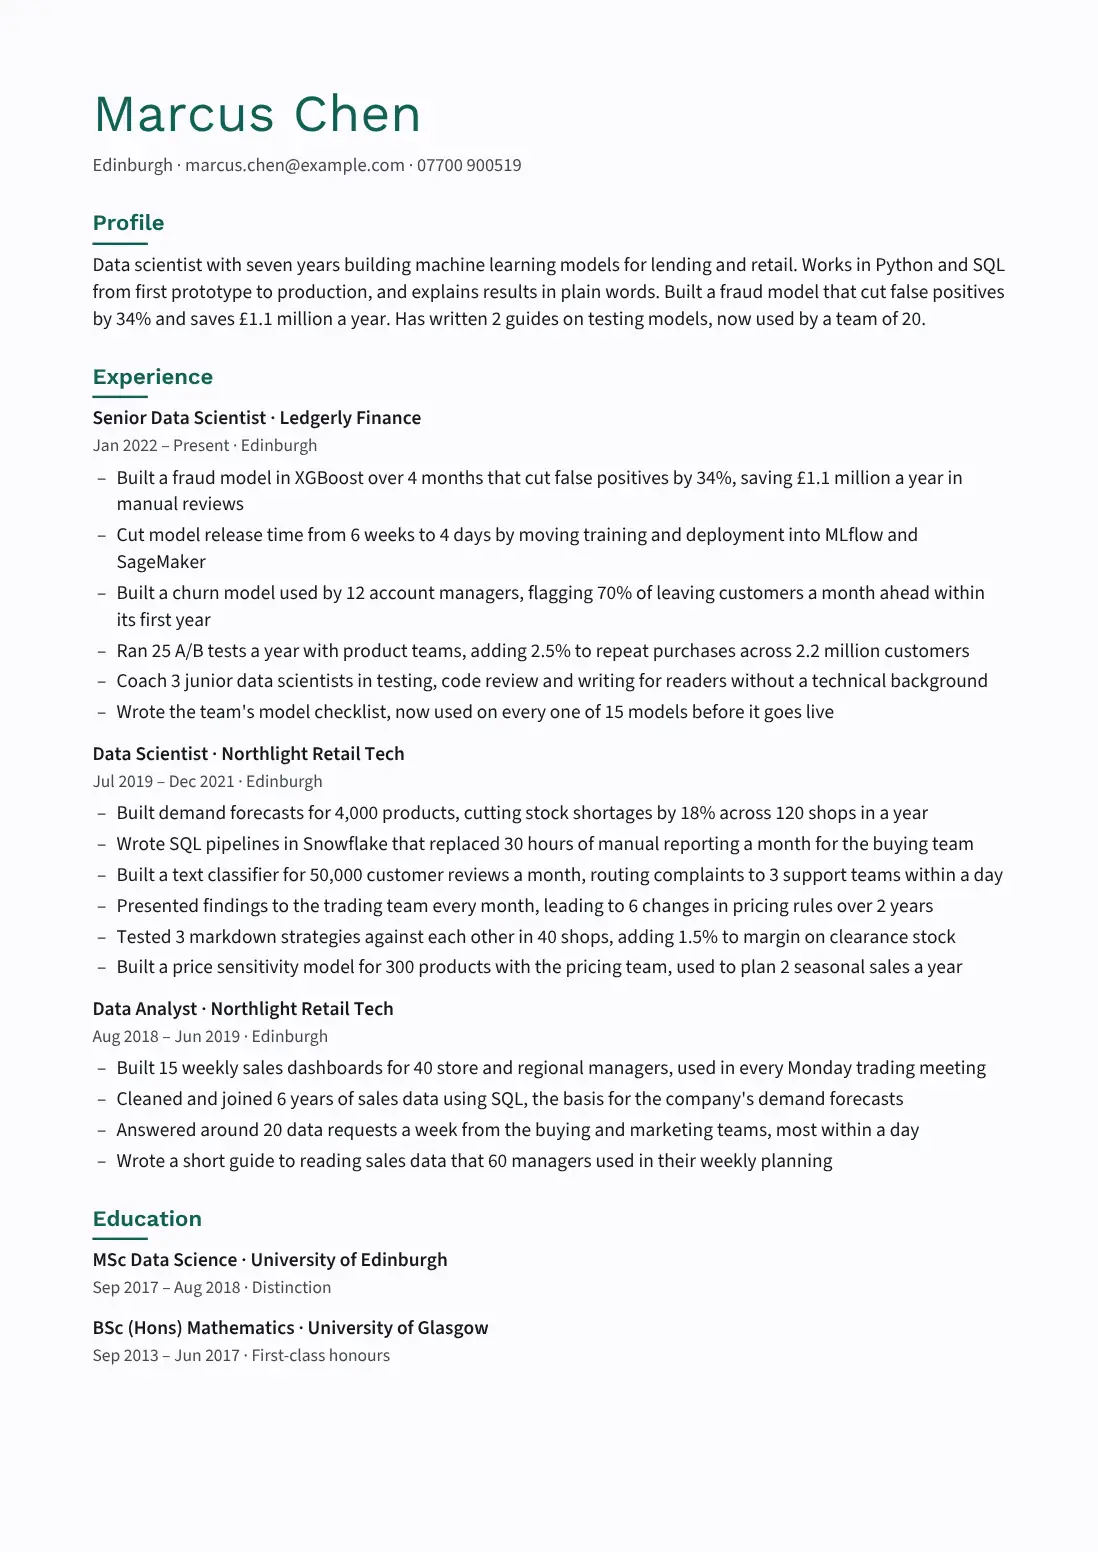 Marcus Chen
Edinburgh · marcus.chen@example.com · 07700 900519
Profile
Data scientist with seven years building machine learning models for lending and retail. Works in Python and SQL
from first prototype to production, and explains results in plain words. Built a fraud model that cut false positives
by 34% and saves £1.1 million a year. Has written 2 guides on testing models, now used by a team of 20.
Experience
Senior Data Scientist · Ledgerly Finance
Jan 2022 – Present · Edinburgh
– Built a fraud model in XGBoost over 4 months that cut false positives by 34%, saving £1.1 million a year in
manual reviews
– Cut model release time from 6 weeks to 4 days by moving training and deployment into MLflow and
SageMaker
– Built a churn model used by 12 account managers, flagging 70% of leaving customers a month ahead within
its first year
– Ran 25 A/B tests a year with product teams, adding 2.5% to repeat purchases across 2.2 million customers
– Coach 3 junior data scientists in testing, code review and writing for readers without a technical background
– Wrote the team's model checklist, now used on every one of 15 models before it goes live
Data Scientist · Northlight Retail Tech
Jul 2019 – Dec 2021 · Edinburgh
– Built demand forecasts for 4,000 products, cutting stock shortages by 18% across 120 shops in a year
– Wrote SQL pipelines in Snowflake that replaced 30 hours of manual reporting a month for the buying team
– Built a text classifier for 50,000 customer reviews a month, routing complaints to 3 support teams within a day
– Presented findings to the trading team every month, leading to 6 changes in pricing rules over 2 years
– Tested 3 markdown strategies against each other in 40 shops, adding 1.5% to margin on clearance stock
– Built a price sensitivity model for 300 products with the pricing team, used to plan 2 seasonal sales a year
Data Analyst · Northlight Retail Tech
Aug 2018 – Jun 2019 · Edinburgh
– Built 15 weekly sales dashboards for 40 store and regional managers, used in every Monday trading meeting
– Cleaned and joined 6 years of sales data using SQL, the basis for the company's demand forecasts
– Answered around 20 data requests a week from the buying and marketing teams, most within a day
– Wrote a short guide to reading sales data that 60 managers used in their weekly planning
Education
MSc Data Science · University of Edinburgh
Sep 2017 – Aug 2018 · Distinction
BSc (Hons) Mathematics · University of Glasgow
Sep 2013 – Jun 2017 · First-class honours